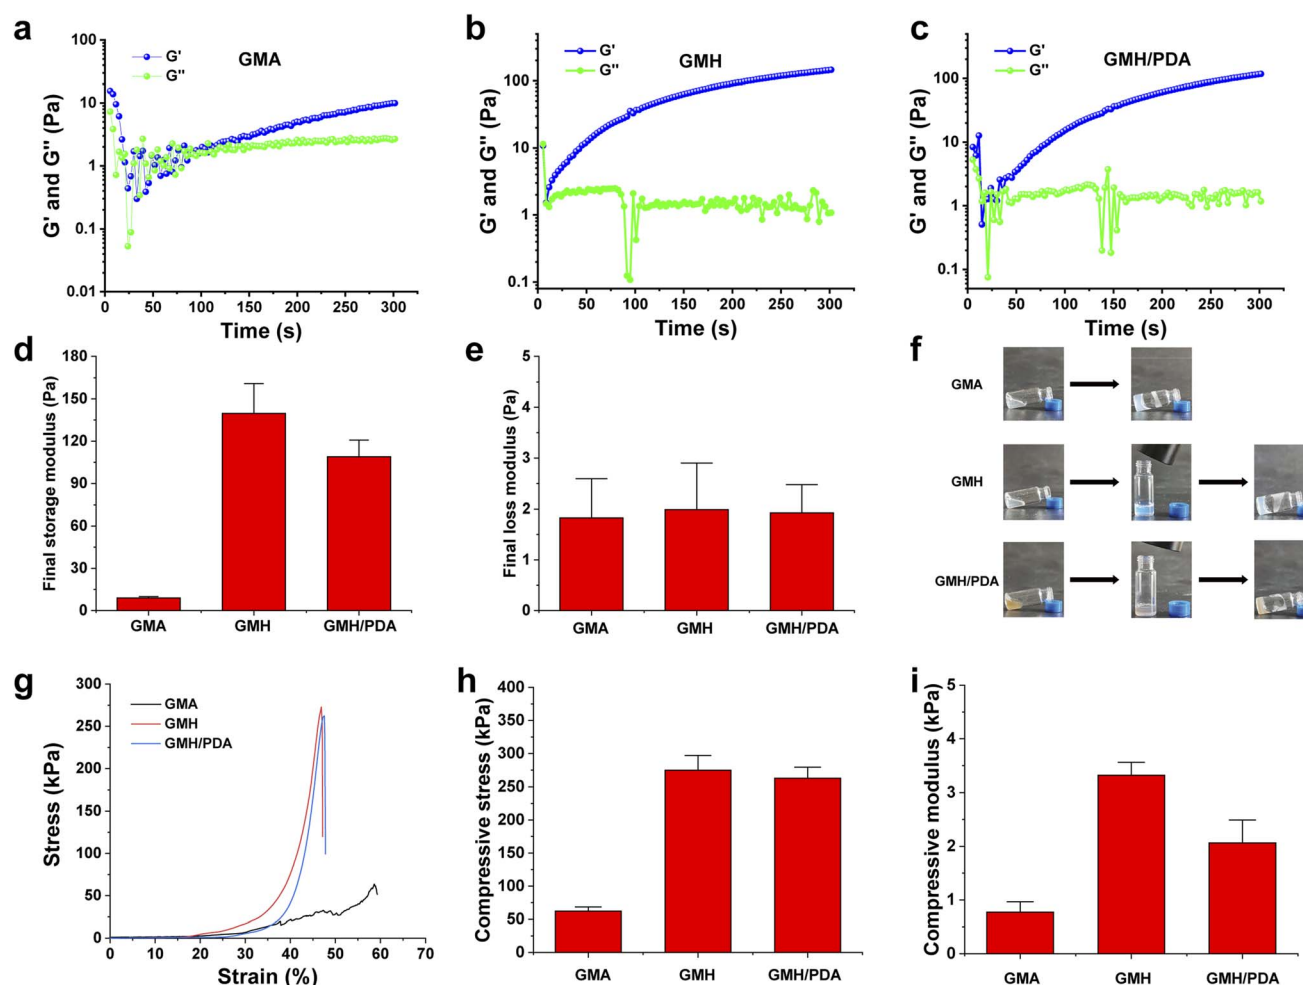 a
GMA
G'
G''
G' and G'' (Pa)
100
10
1
0.1
0.01
0 50 100 150 200 250 300
Time (s)
b
GMH
G'
G''
G' and G'' (Pa)
100
10
1
0.1
0 50 100 150 200 250 300
Time (s)
c
GMH/PDA
G'
G''
G' and G'' (Pa)
100
10
1
0.1
0 50 100 150 200 250 300
Time (s)
d
Final storage modulus (Pa)
180
150
120
90
60
30
0
GMA GMH GMH/PDA
e
Final loss modulus (Pa)
5
4
3
2
1
0
GMA GMH GMH/PDA
f
GMA
GMH
GMH/PDA
g
GMA
GMH
GMH/PDA
Stress (kPa)
300
250
200
150
100
50
0
0 10 20 30 40 50 60 70
Strain (%)
h
Compressive stress (kPa)
400
350
300
250
200
150
100
50
0
GMA GMH GMH/PDA
i
Compressive modulus (kPa)
5
4
3
2
1
0
GMA GMH GMH/PDA